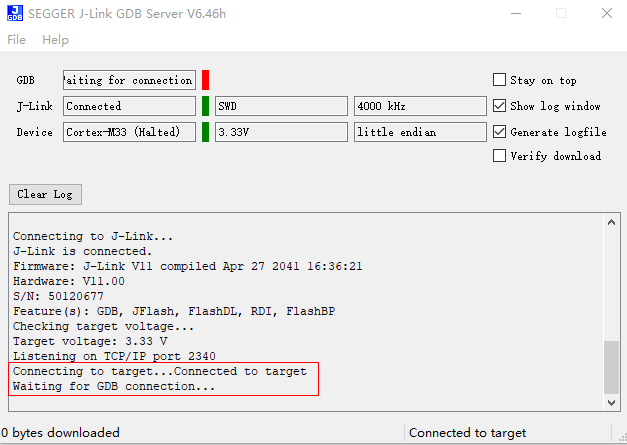 SEGGER J-Link GDB Server V6.46h
File Help
GDB Waiting for connection Stay on top
J-Link Connected SWD 4000 kHz Show log window
Device Cortex-M33 (Halted) 3.33V little endian Generate logfile
Verify download
Clear Log
Connecting to J-Link...
J-Link is connected.
Firmware: J-Link V11 compiled Apr 27 2041 16:36:21
Hardware: V11.00
S/N: 50120677
Feature(s): GDB, JFlash, FlashDL, RDI, FlashBP
Checking target voltage...
Target voltage: 3.33 V
Listening on TCP/IP port 2340
Connecting to target...Connected to target
Waiting for GDB connection...
0 bytes downloaded Connected to target